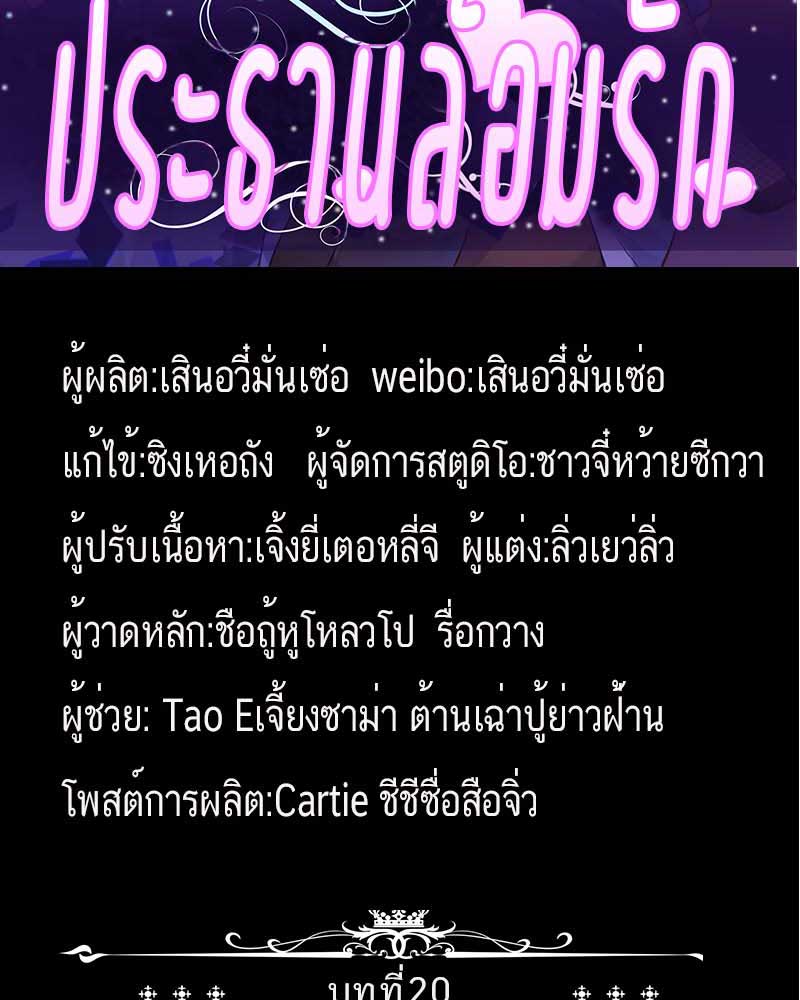 ประธานล้อมรัก
ผู้ผลิต:เสินอวี๋มั่นเซ่อ weibo:เสินอวี๋มั่นเซ่อ
แก้ไข้:ซิงเหอถัง ผู้จัดการสตูดิโอ:ชาวจี๋หว้ายซีกวา
ผู้ปรับเนื้อหา:เจิ้งยี่เตอหลี่จี ผู้แต่ง:ลิ่วเยว่ลิ่ว
ผู้วาดหลัก:ชือถู้หูโหลวโป รื่อกวาง
ผู้ช่วย: Tao Eเจี้ยงซาม่า ต้านเฉ่าปู้ย่าวฝ้าน
โพสต์การผลิต:Cartie ชีชีซื่อสือจิ่ว
บทที่20